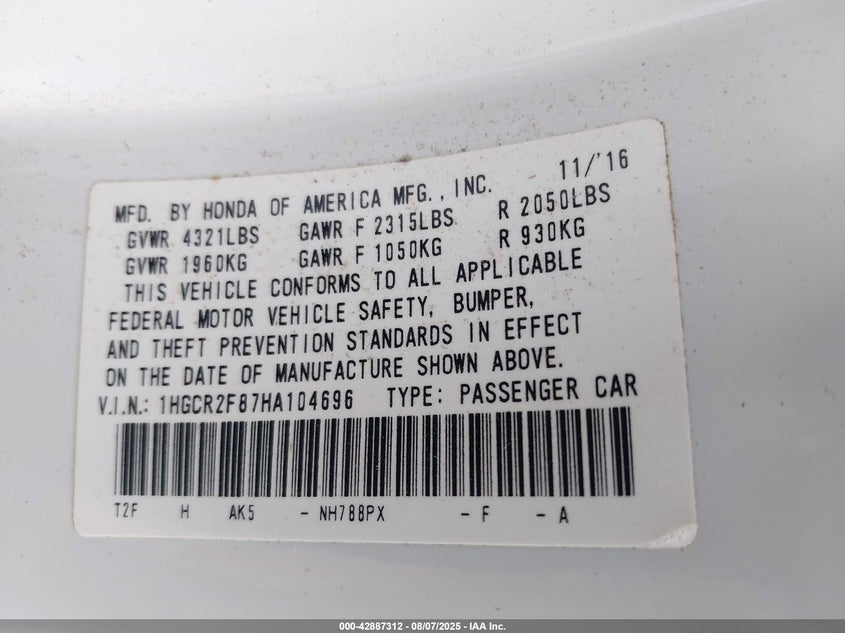 11/'16
MFD. BY HONDA OF AMERICA MFG., INC.
GVWR 4321LBS GAWR F 2315LBS R 2050LBS
GVWR 1960KG GAWR F 1050KG R 930KG
THIS VEHICLE CONFORMS TO ALL APPLICABLE
FEDERAL MOTOR VEHICLE SAFETY, BUMPER,
AND THEFT PREVENTION STANDARDS IN EFFECT
ON THE DATE OF MANUFACTURE SHOWN ABOVE.
V.I.N.: 1HGCR2F87HA104696 TYPE: PASSENGER CAR
T2F H AK5 - NH788PX - F - A
000-42887312 - 08/07/2025 - IAA Inc.